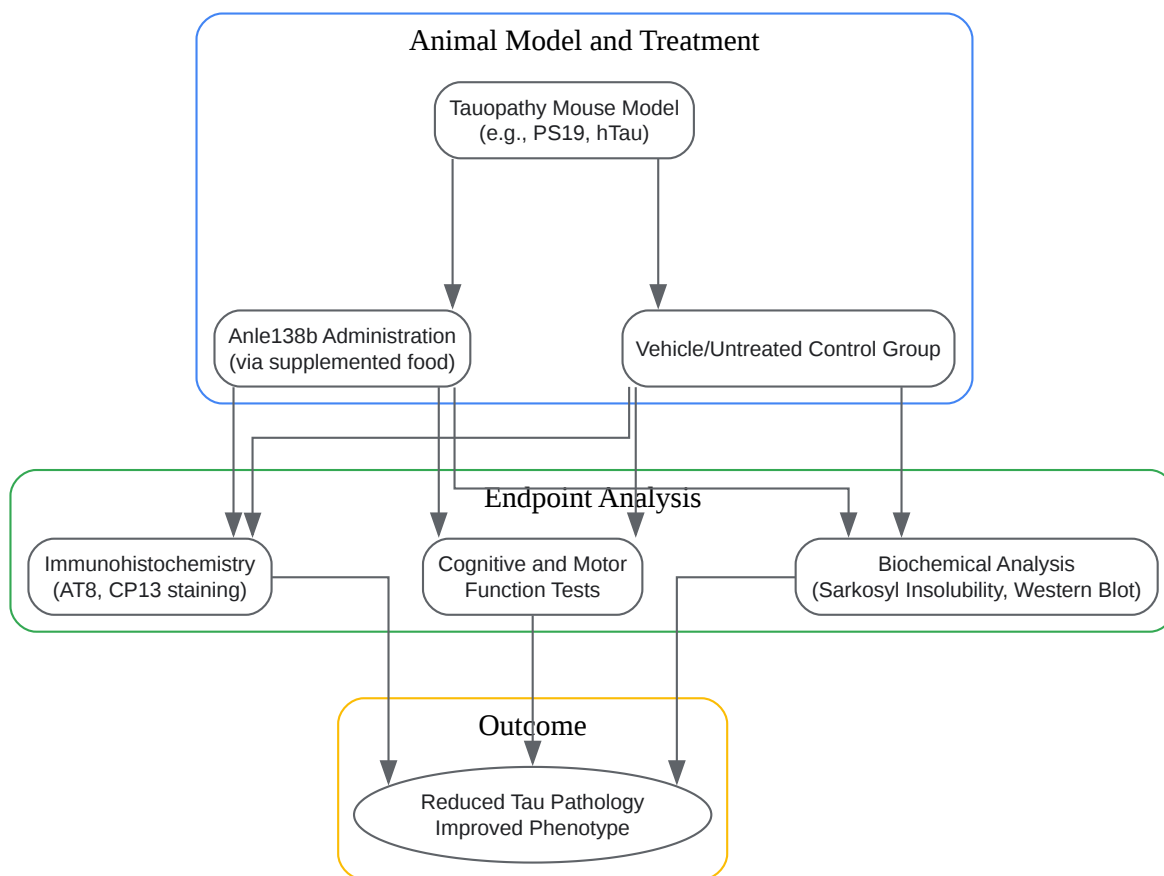 Animal Model and Treatment
Tauopathy Mouse Model
(e.g., PS19, hTau)
Anle138b Administration
(via supplemented food)
Vehicle/Untreated Control Group
Endpoint Analysis
Immunohistochemistry
(AT8, CP13 staining)
Cognitive and Motor
Function Tests
Biochemical Analysis
(Sarkosyl Insolubility, Western Blot)
Outcome
Reduced Tau Pathology
Improved Phenotype